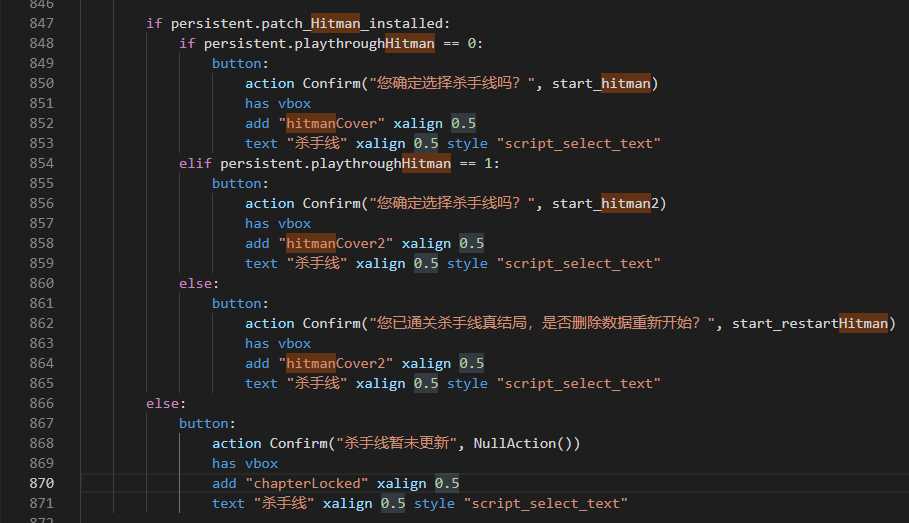 846
847 if persistent.patch_Hitman_installed:
848 if persistent.playthroughHitman == 0:
849 button:
850 action Confirm("您确定选择杀手线吗？", start_hitman)
851 has vbox
852 add "hitmanCover" xalign 0.5
853 text "杀手线" xalign 0.5 style "script_select_text"
854 elif persistent.playthroughHitman == 1:
855 button:
856 action Confirm("您确定选择杀手线吗？", start_hitman2)
857 has vbox
858 add "hitmanCover2" xalign 0.5
859 text "杀手线" xalign 0.5 style "script_select_text"
860 else:
861 button:
862 action Confirm("您已通关杀手线真结局，是否删除数据重新开始？", start_restartHitman)
863 has vbox
864 add "hitmanCover2" xalign 0.5
865 text "杀手线" xalign 0.5 style "script_select_text"
866 else:
867 button:
868 action Confirm("杀手线暂未更新", NullAction())
869 has vbox
870 add "chapterLocked" xalign 0.5
871 text "杀手线" xalign 0.5 style "script_select_text"
872